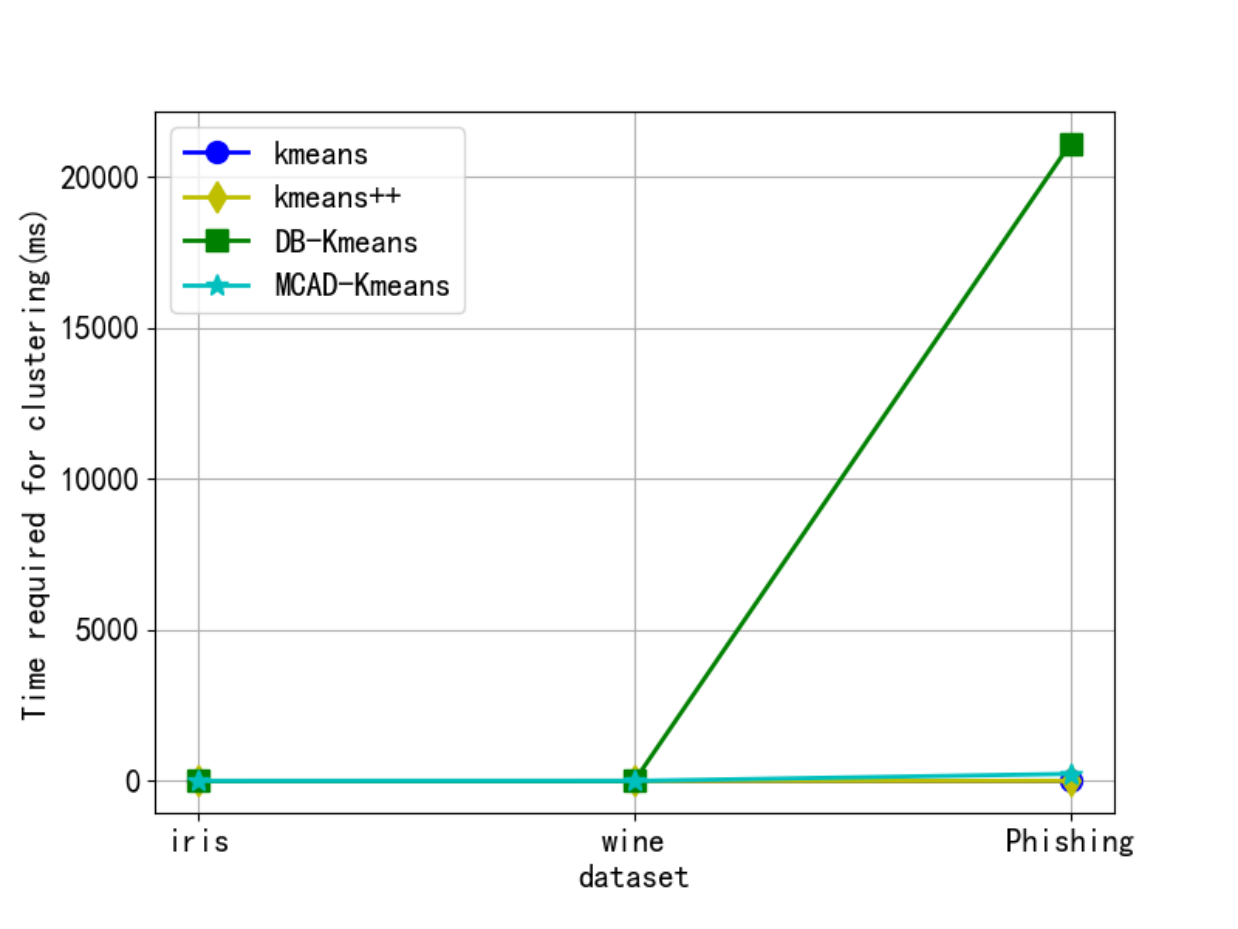 kmeans
kmeans++
DB-Kmeans
MCAD-Kmeans
Time required for clustering(ms)
20000
15000
10000
5000
0
iris wine Phishing
dataset